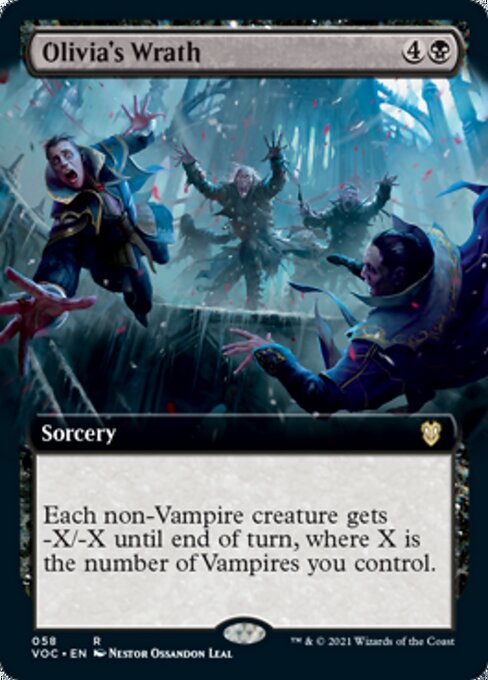 Olivia's Wrath 4
Sorcery
Each non-Vampire creature gets
-X/-X until end of turn, where X is
the number of Vampires you control.
058 R
VOC • EN Nestor Ossandon Leal
™ & © 2021 Wizards of the Coast